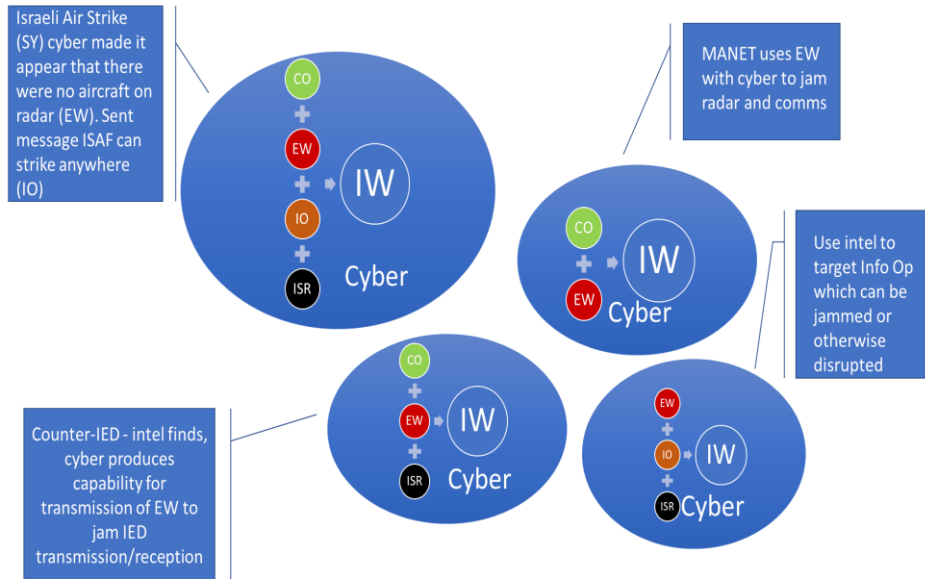 Israeli Air Strike
(SY) cyber made it
appear that there
were no aircraft on
radar (EW). Sent
message ISAF can
strike anywhere
(IO)
CO
EW
IO
ISR
IW
Cyber
MANET uses EW
with cyber to jam
radar and comms
CO
EW
IW
Cyber
Use intel to
target Info Op
which can be
jammed or
otherwise
disrupted
Counter-IED - intel finds,
cyber produces
capability for
transmission of EW to
jam IED
transmission/reception
CO
EW
ISR
IW
Cyber
EW
IO
ISR
IW
Cyber